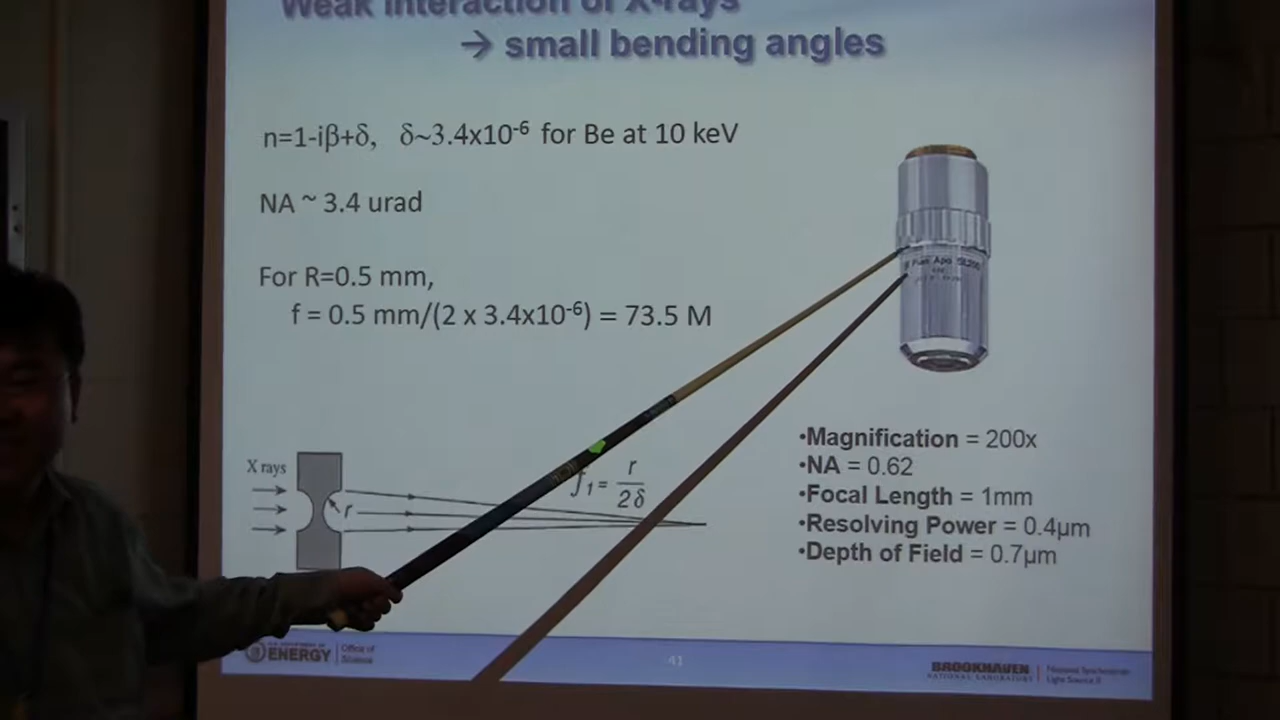 Weak interaction of X-rays
→ small bending angles
n=1-iβ+δ, δ~3.4x10⁻⁶ for Be at 10 keV
NA ~ 3.4 urad
For R=0.5 mm,
f = 0.5 mm/(2 x 3.4x10⁻⁶) = 73.5 M
Plan Apo
X rays
r
f₁= r/2δ
•Magnification = 200x
•NA = 0.62
•Focal Length = 1mm
•Resolving Power = 0.4µm
•Depth of Field = 0.7µm
ENERGY
Office of
Science
41
BROOKHAVEN
NATIONAL LABORATORY
National Synchrotron
Light Source II